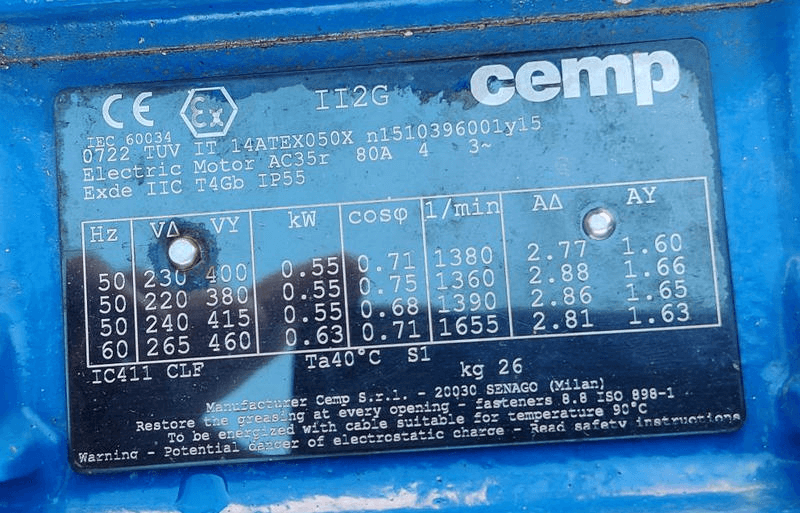 cemp
CE Ex II2G
IEC 60034
0722 TUV IT 14ATEX050X n1510396001y15
Electric Motor AC35r 80A 4 3~
Exde IIC T4Gb IP55
Hz VΔ VY kW cosφ 1/min AΔ AY
50 230 400 0.55 0.71 1380 2.77 1.60
50 220 380 0.55 0.75 1360 2.88 1.66
50 240 415 0.55 0.68 1390 2.86 1.65
60 265 460 0.63 0.71 1655 2.81 1.63
IC411 CLF Ta40°C S1 kg 26
Manufacturer Cemp S.r.l. - 20030 SENAGO (Milan)
Restore the greasing at every opening - fasteners 8.8 ISO 898-1
To be energized with cable suitable for temperature 90°C
Warning - Potential danger of electrostatic charge - Read safety instructions